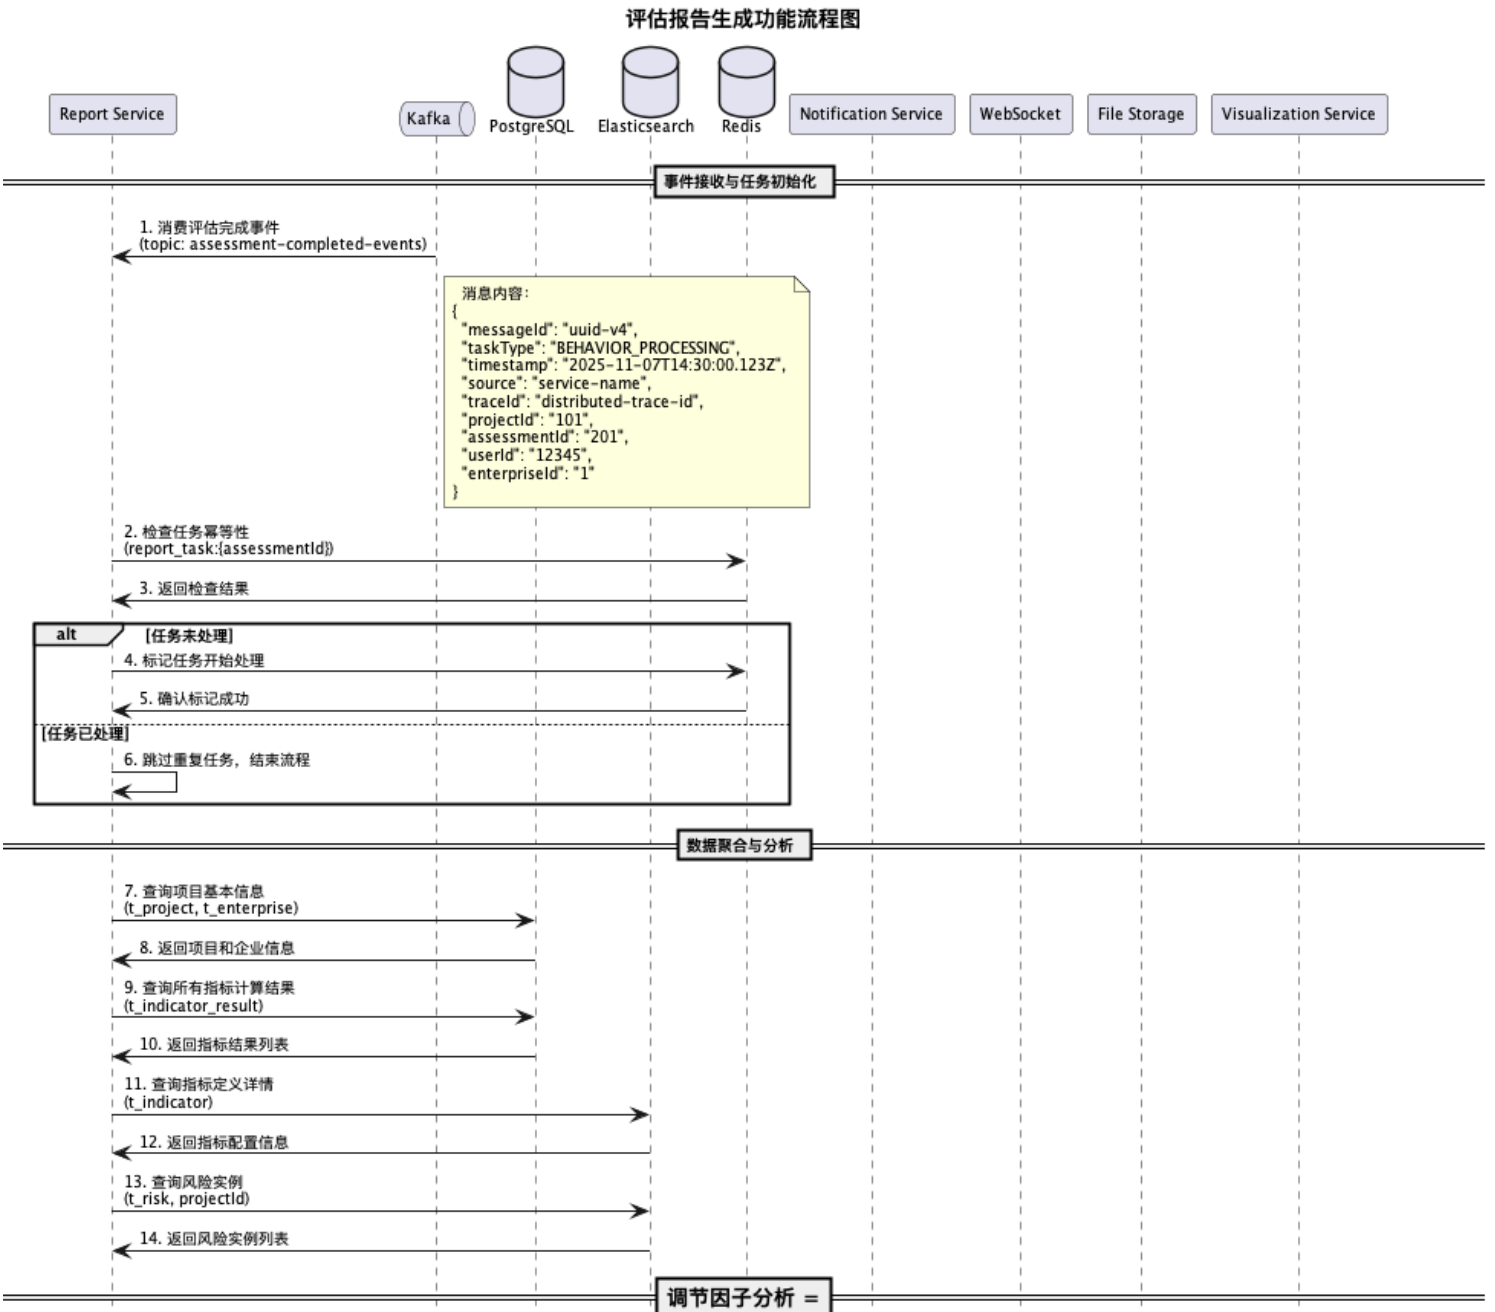 评估报告生成功能流程图
Report Service
Kafka
PostgreSQL
Elasticsearch
Redis
Notification Service
WebSocket
File Storage
Visualization Service
事件接收与任务初始化
1. 消费评估完成事件
(topic: assessment-completed-events)
消息内容：
{
"messageId": "uuid-v4",
"taskType": "BEHAVIOR_PROCESSING",
"timestamp": "2025-11-07T14:30:00.123Z",
"source": "service-name",
"traceId": "distributed-trace-id",
"projectId": "101",
"assessmentId": "201",
"userId": "12345",
"enterpriseId": "1"
}
2. 检查任务幂等性
(report_task:{assessmentId})
3. 返回检查结果
alt
[任务未处理]
4. 标记任务开始处理
5. 确认标记成功
[任务已处理]
6. 跳过重复任务，结束流程
数据聚合与分析
7. 查询项目基本信息
(t_project, t_enterprise)
8. 返回项目和企业信息
9. 查询所有指标计算结果
(t_indicator_result)
10. 返回指标结果列表
11. 查询指标定义详情
(t_indicator)
12. 返回指标配置信息
13. 查询风险实例
(t_risk, projectId)
14. 返回风险实例列表
调节因子分析 =